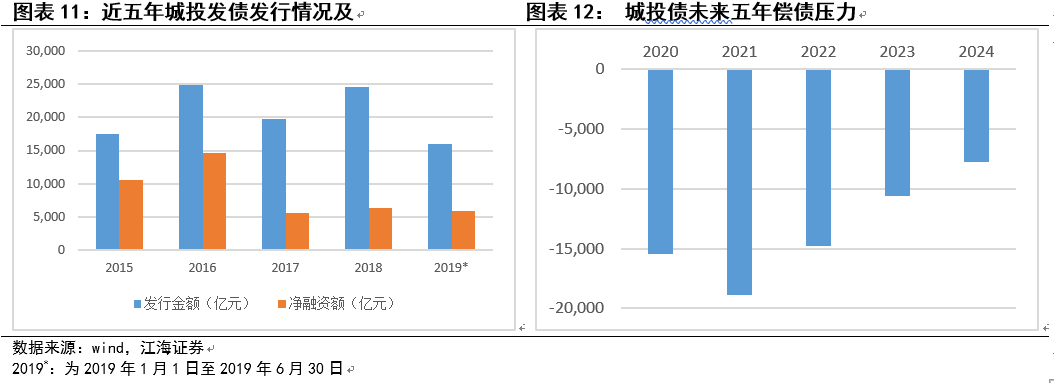 图表 11：近五年城投发债发行情况及
30,000
25,000
20,000
15,000
10,000
5,000
0
2015 2016 2017 2018 2019*
发行金额（亿元） 净融资额（亿元）
图表 12： 城投债未来五年偿债压力
2020 2021 2022 2023 2024
0
-5,000
-10,000
-15,000
-20,000
数据来源：wind，江海证券
2019*：为 2019 年 1 月 1 日至 2019 年 6 月 30 日